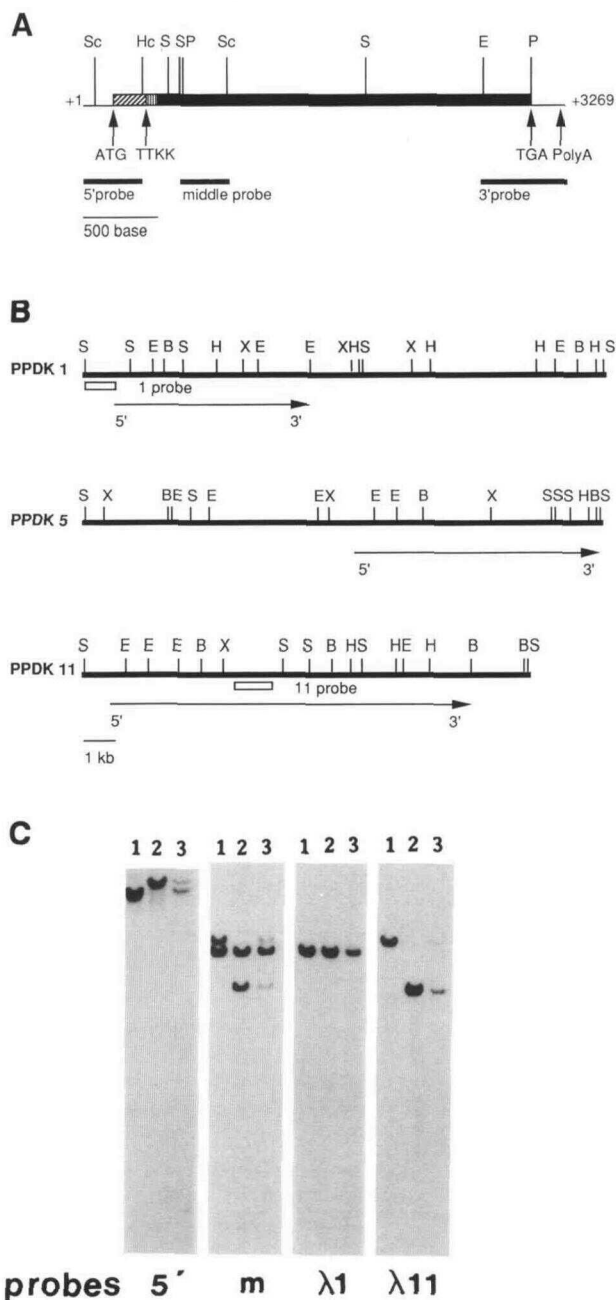 A
Sc Hc S SP Sc S E P
+1 +3269
ATG TTKK TGA PolyA
5'probe middle probe 3'probe
500 base
B
S S E B S H X E E X H S X H H E B H S
PPDK 1
1 probe
5' 3'
S X B E S E E X E E B X S S S H B S
PPDK 5
5' 3'
S E E E B X S S B H S H E H B B S
PPDK 11
11 probe
5' 3'
1 kb
C
1 2 3 1 2 3 1 2 3 1 2 3
probes 5´ m λ1 λ11